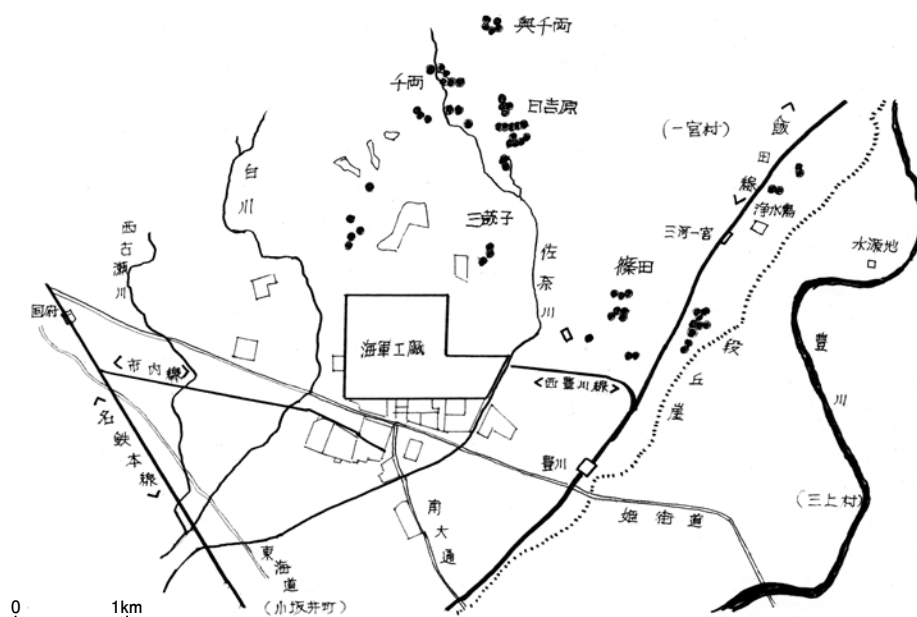 奥千両
千両
日吉原
(一宮村)
飯田線
白川
三蔵子
佐奈川
三河一宮
浄水場
水源地
西古瀬川
篠田
国府
<市内線>
海軍工廠
<西豊川線>
段丘崖
豊川
<名鉄本線>
豊川
(三上村)
南大通
姫街道
東海道
(小坂井町)
0 1km